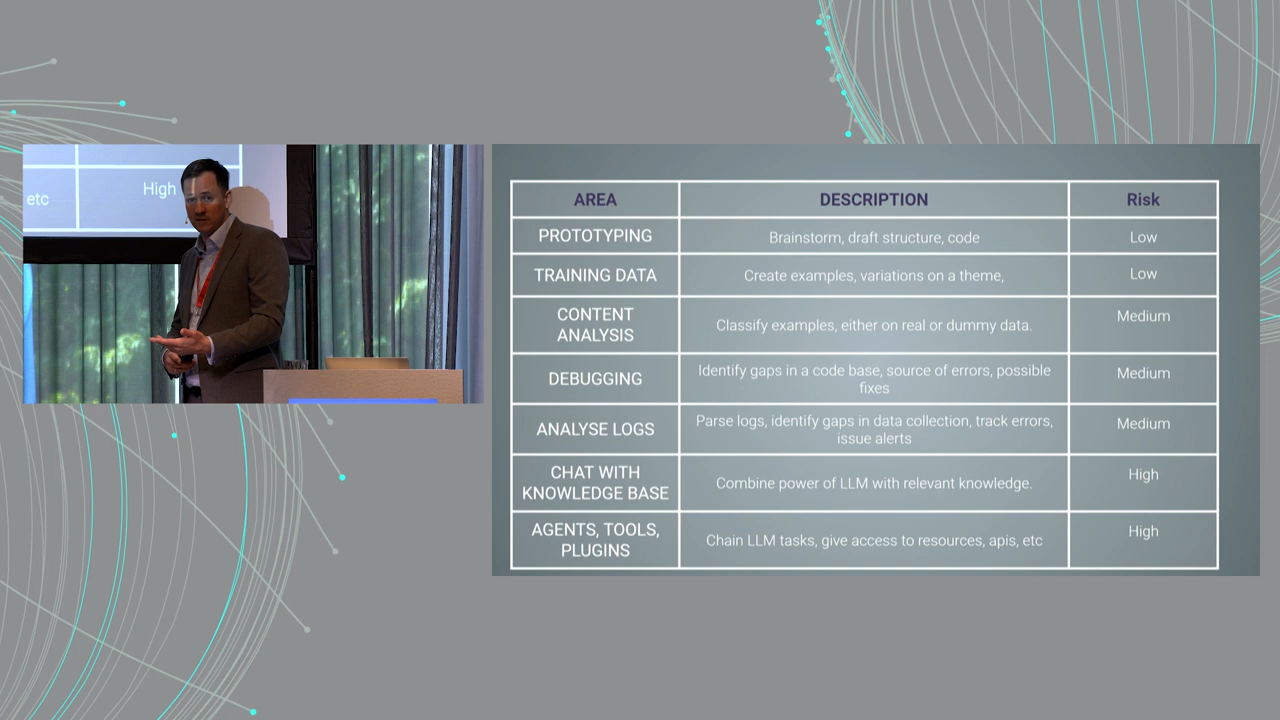 etc
High
AREA
DESCRIPTION
Risk
PROTOTYPING
Brainstorm, draft structure, code
Low
TRAINING DATA
Create examples, variations on a theme,
Low
CONTENT
ANALYSIS
Classify examples, either on real or dummy data.
Medium
DEBUGGING
Identify gaps in a code base, source of errors, possible
fixes
Medium
ANALYSE LOGS
Parse logs, identify gaps in data collection, track errors,
issue alerts
Medium
CHAT WITH
KNOWLEDGE BASE
Combine power of LLM with relevant knowledge.
High
AGENTS, TOOLS,
PLUGINS
Chain LLM tasks, give access to resources, apis, etc
High